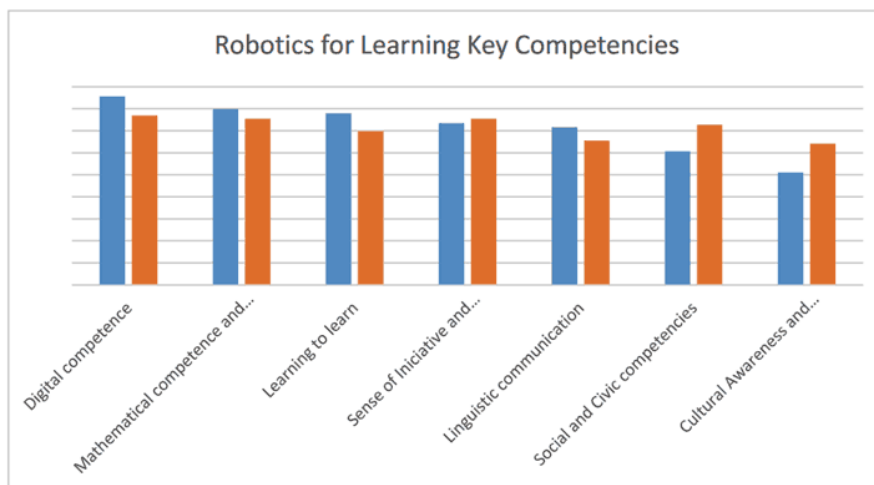 Robotics for Learning Key Competencies
Digital competence
Mathematical competence and...
Learning to learn
Sense of Iniciative and...
Linguistic communication
Social and Civic competencies
Cultural Awareness and...